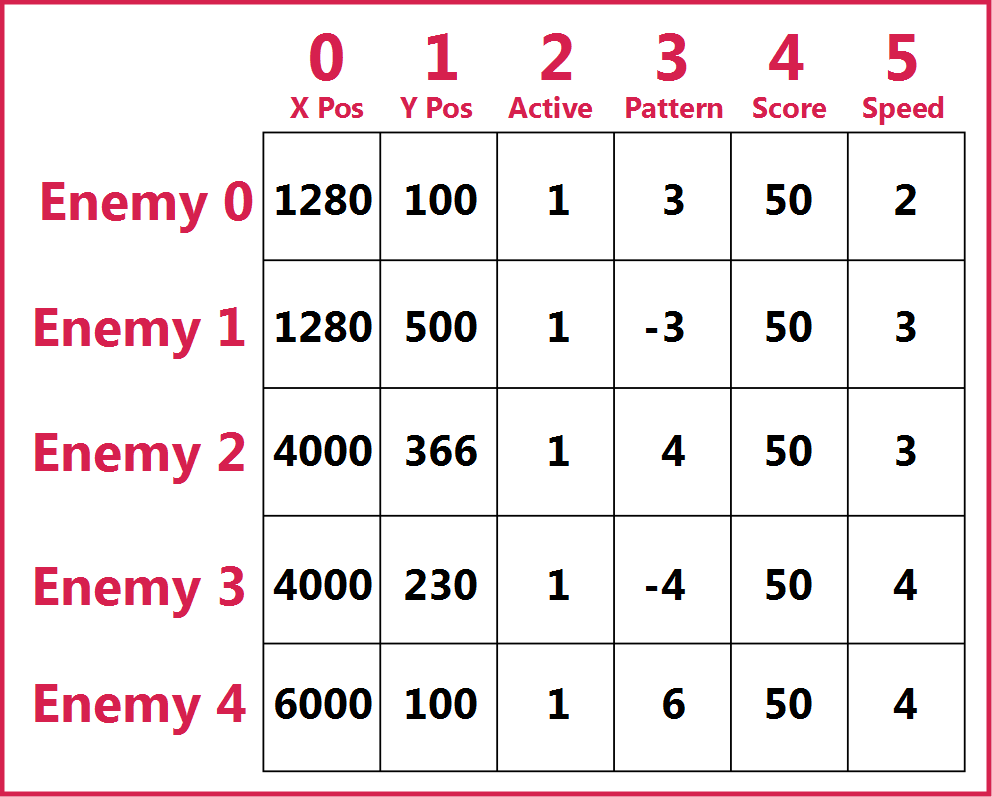 0 1 2 3 4 5
X Pos Y Pos Active Pattern Score Speed
Enemy 0 1280 100 1 3 50 2
Enemy 1 1280 500 1 -3 50 3
Enemy 2 4000 366 1 4 50 3
Enemy 3 4000 230 1 -4 50 4
Enemy 4 6000 100 1 6 50 4